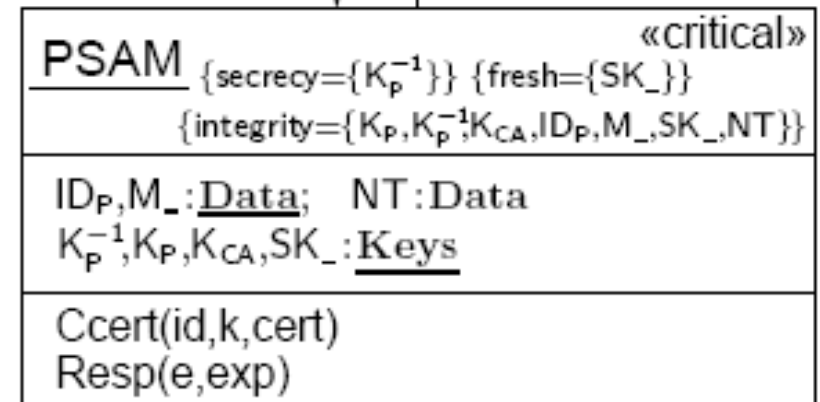 «critical»
PSAM {secrecy={K_P^{-1}}} {fresh={SK_}}
{integrity={K_P,K_P^{-1},K_CA,ID_P,M_,SK_,NT}}
ID_P,M_:Data; NT:Data
K_P^{-1},K_P,K_CA,SK_:Keys
Ccert(id,k,cert)
Resp(e,exp)